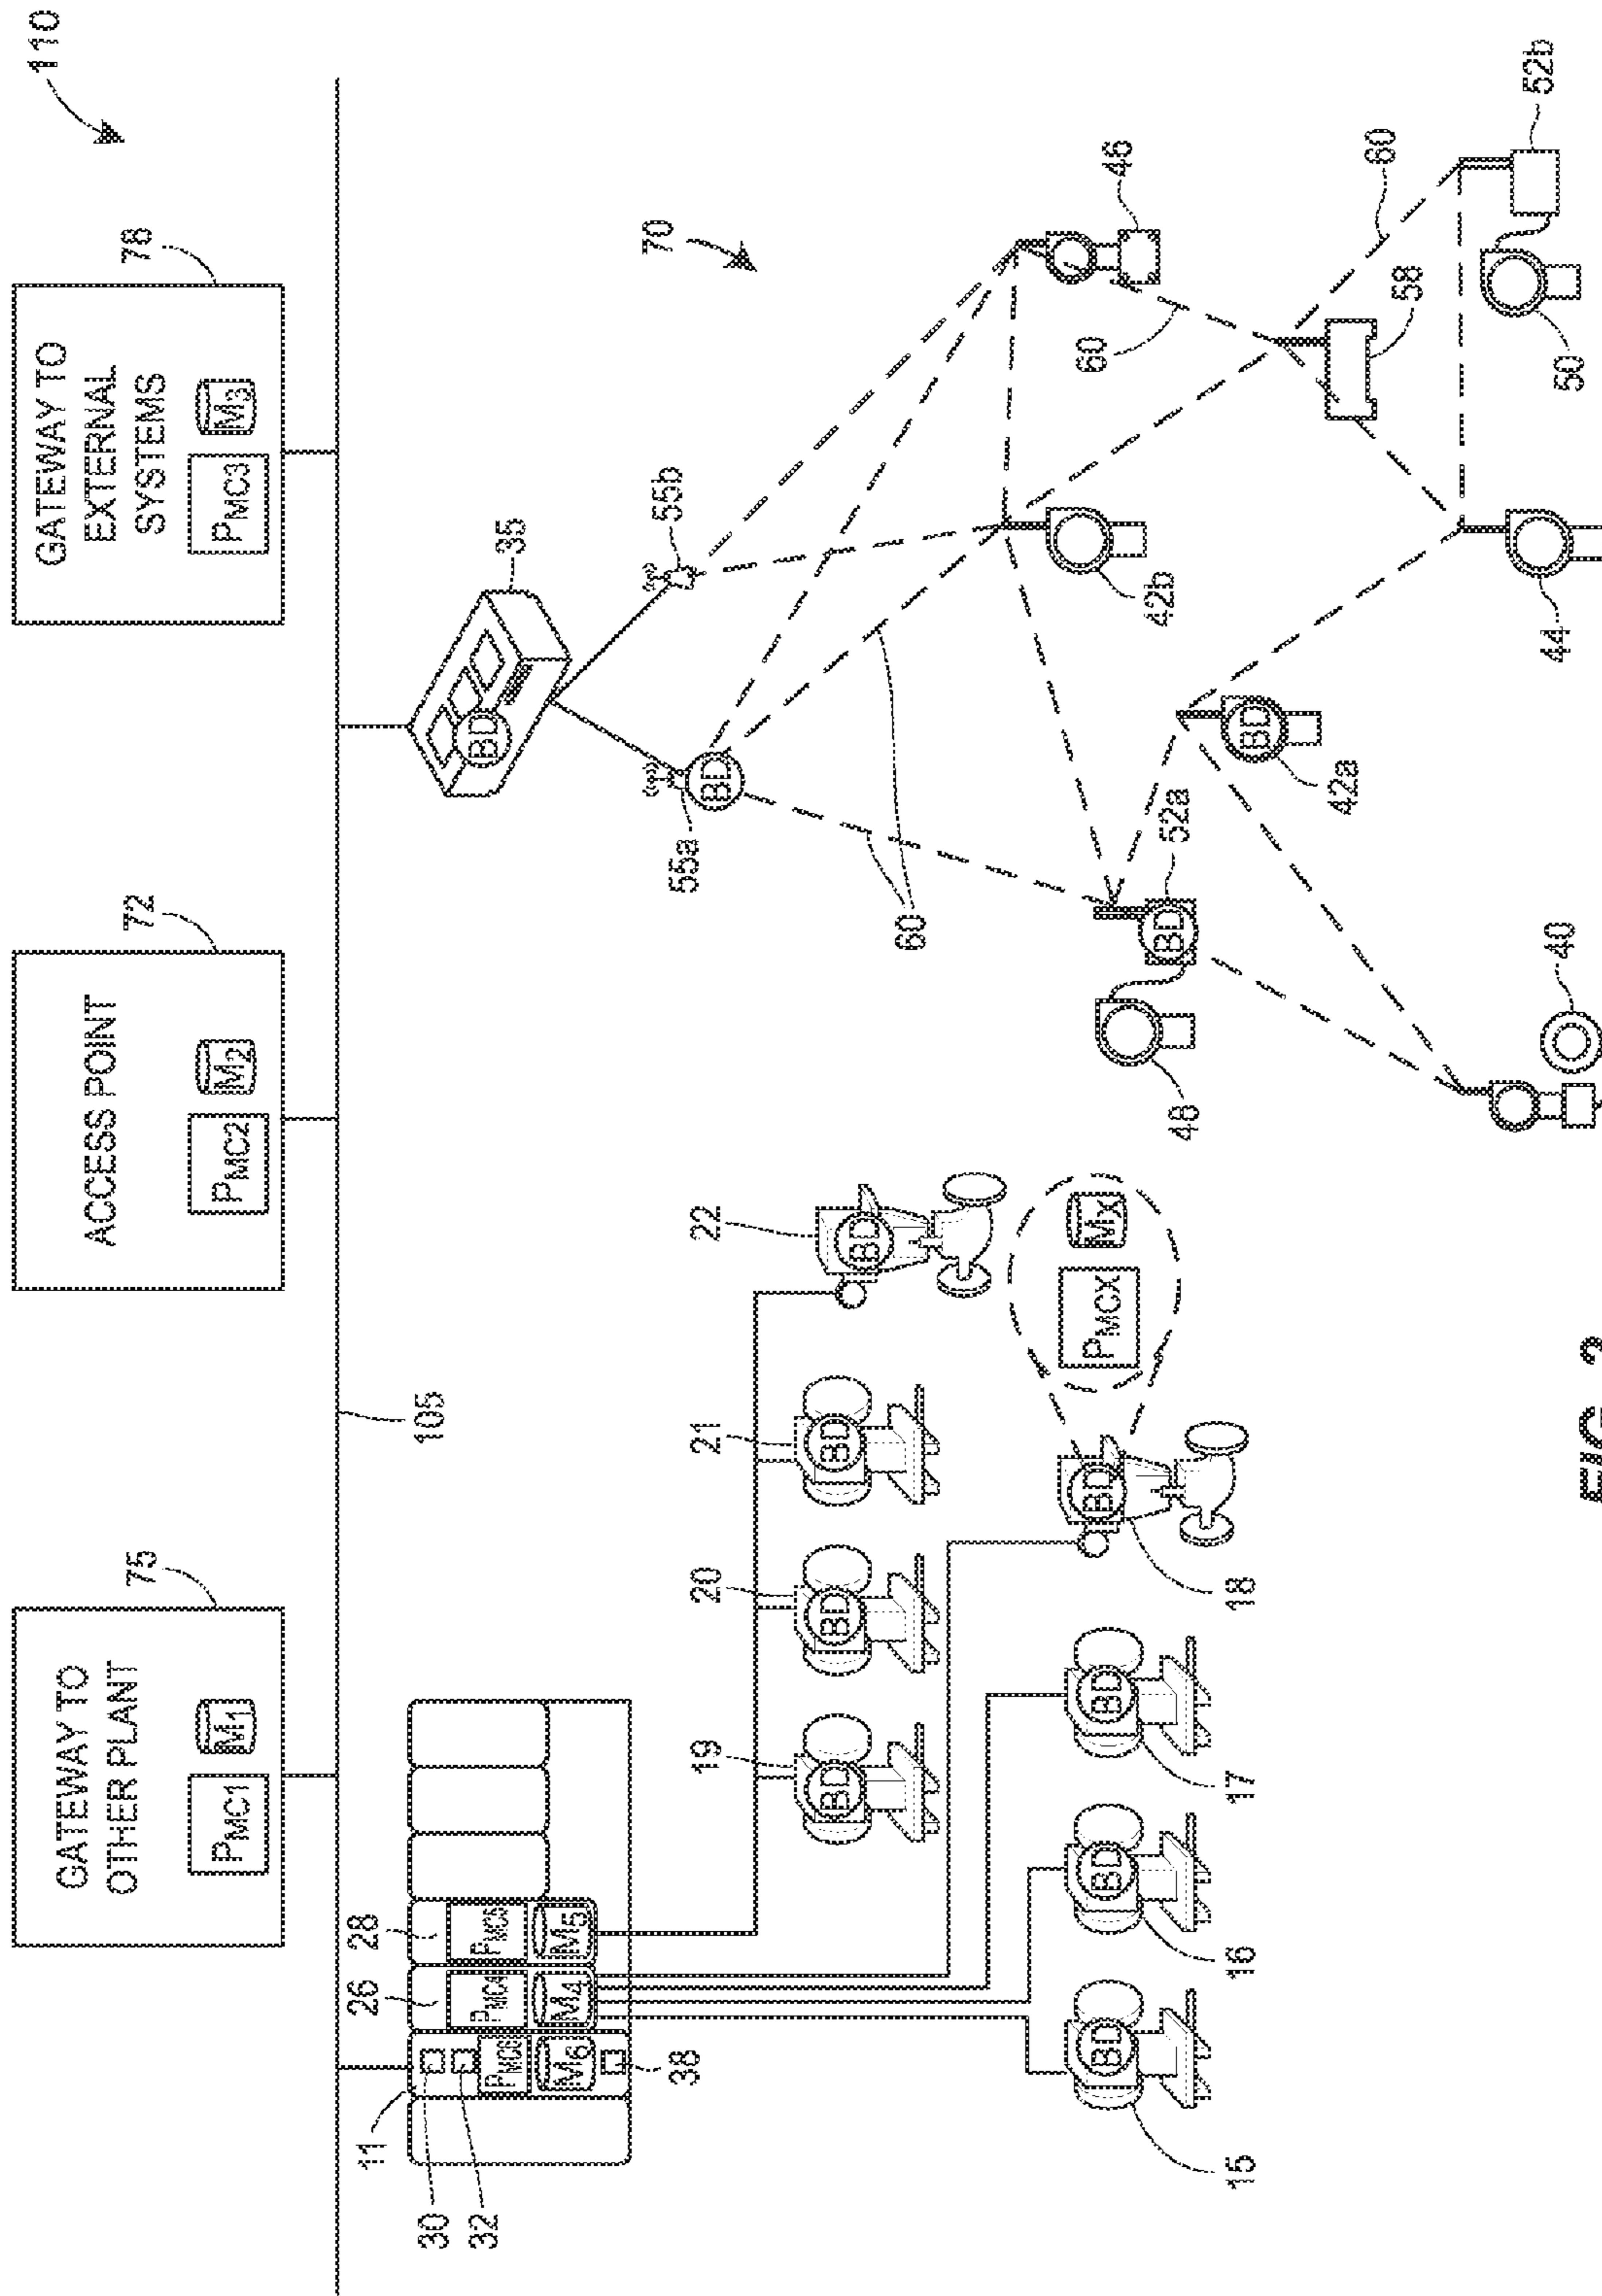 110
GATEWAY TO
OTHER PLANT
PMC1
M1
75
ACCESS POINT
PMC2
M2
72
GATEWAY TO
EXTERNAL
SYSTEMS
PMC3
M3
78
105
11
30
32
PMC6
M6
38
26
PMC4
M4
28
PMC5
M5
35
BD
55a
BD
55b
70
19
BD
20
BD
21
BD
22
BD
15
BD
16
BD
17
BD
18
BD
PMCX
MX
60
48
52a
BD
42a
BD
42b
46
60
60
58
52b
50
44
40